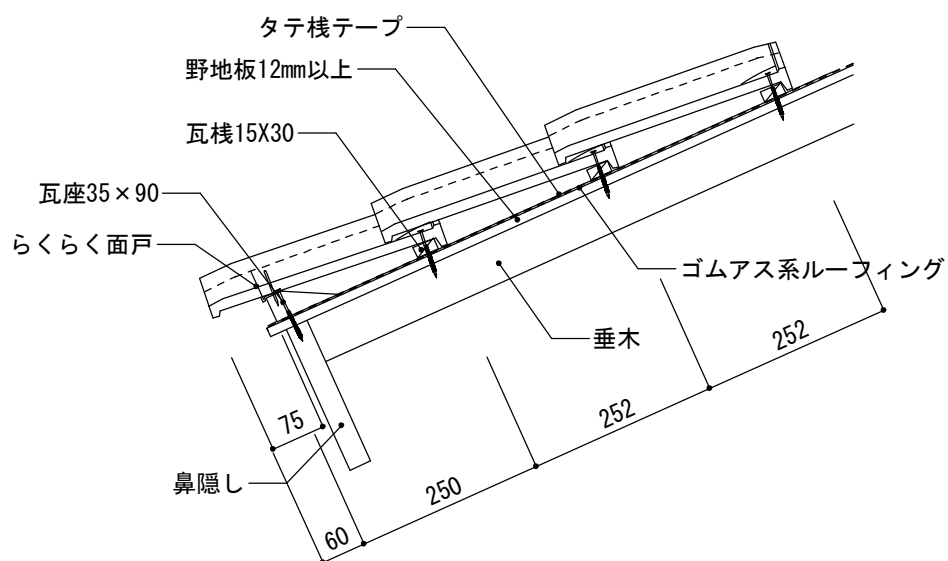 タテ桟テープ
野地板12mm以上
瓦桟15X30
瓦座35×90
らくらく面戸
ゴムアス系ルーフィング
垂木
鼻隠し
75
60
250
252
252